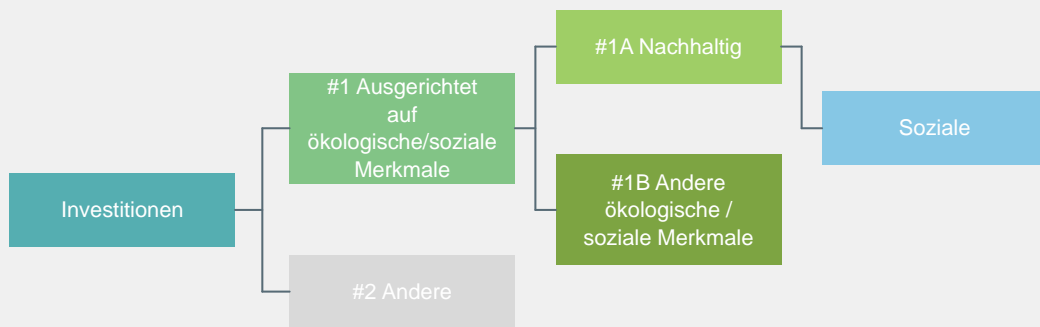 Investitionen
#1 Ausgerichtet
auf
ökologische/soziale
Merkmale
#2 Andere
#1A Nachhaltig
#1B Andere
ökologische /
soziale Merkmale
Soziale